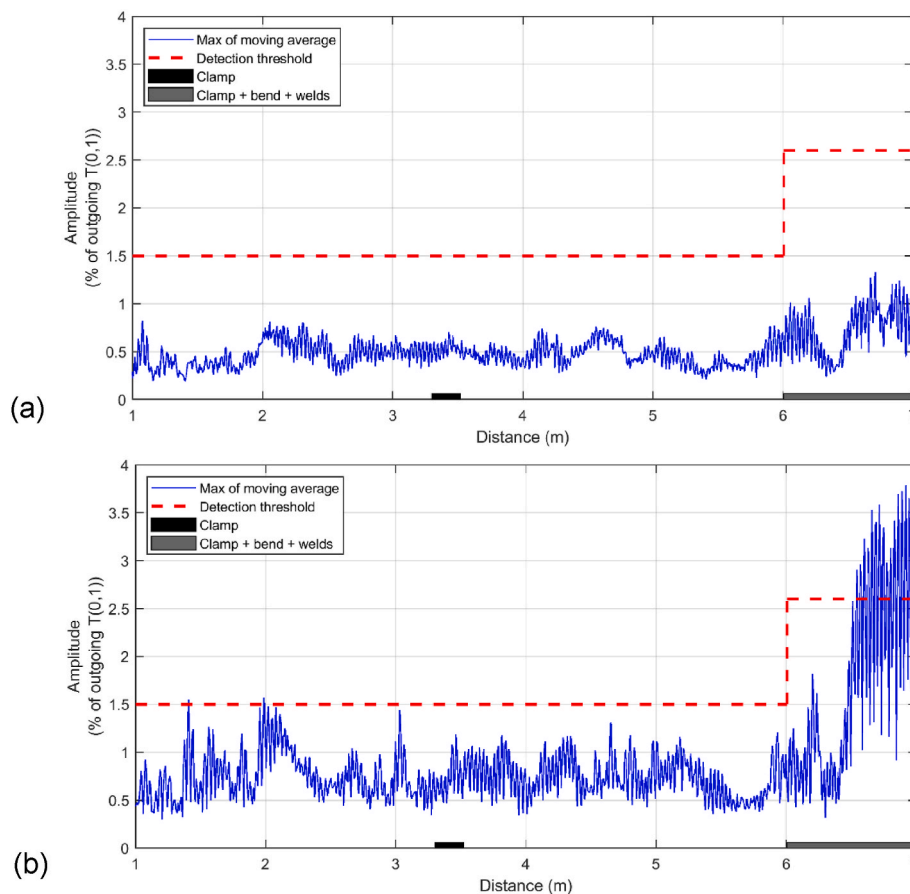 (a)
Amplitude
(% of outgoing T(0,1))
4
3.5
3
2.5
2
1.5
1
0.5
0
Max of moving average
Detection threshold
Clamp
Clamp + bend + welds
1 2 3 4 5 6
Distance (m)
(b)
Amplitude
(% of outgoing T(0,1))
4
3.5
3
2.5
2
1.5
1
0.5
0
Max of moving average
Detection threshold
Clamp
Clamp + bend + welds
1 2 3 4 5 6
Distance (m)